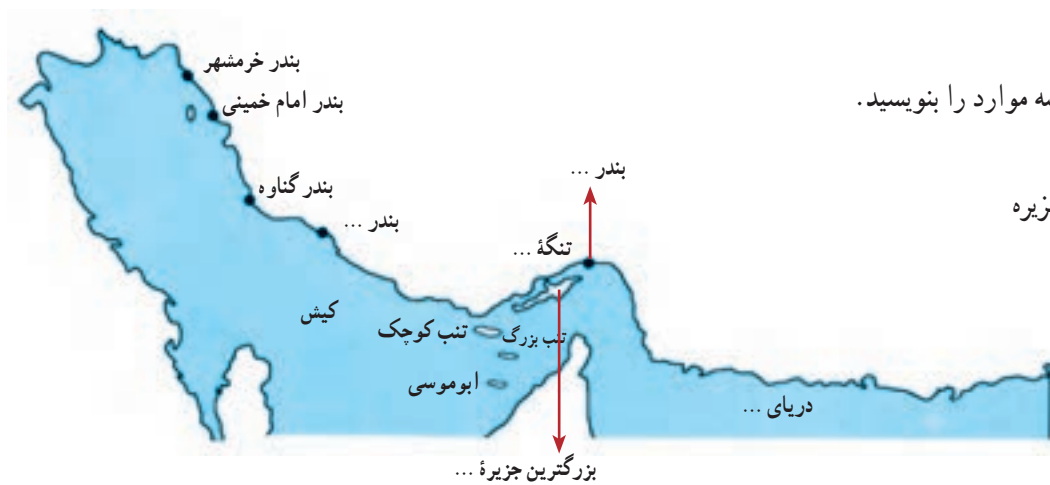 بندر خرمشهر
ه موارد را بنویسید.
بندر امام خمینی
بندر ...
بندر گناوه
زیره
بندر ...
تنگهٔ ...
کیش
تنب کوچک
تنب بزرگ
ابوموسی
دریای ...
بزرگترین جزیرهٔ ...